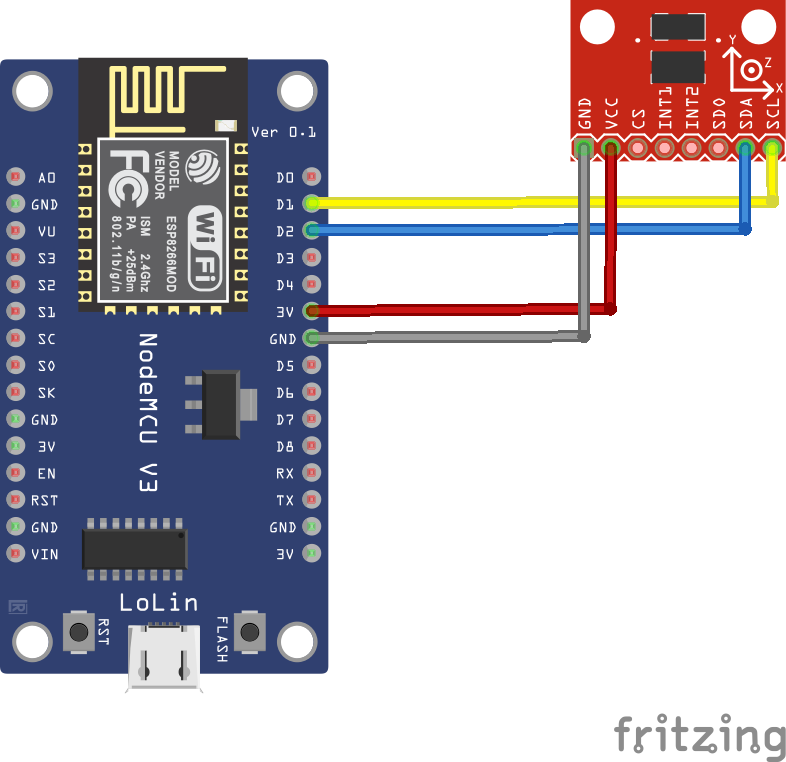 GND
VCC
CS
INT1
INT2
SDO
SDA
SCL
Y
Z
X
Ver 0.1
MODEL
VENDOR
ESP8266MOD
WiFi
FC
ISM 2.4Ghz
PA +25dBm
802.11b/g/n
A0
GND
VU
S3
S2
S1
SC
S0
SK
GND
3V
EN
RST
GND
VIN
D0
D1
D2
D3
D4
3V
GND
D5
D6
D7
D8
RX
TX
GND
3V
NodeMCU V3
LoLin
RST
FLASH
fritzing